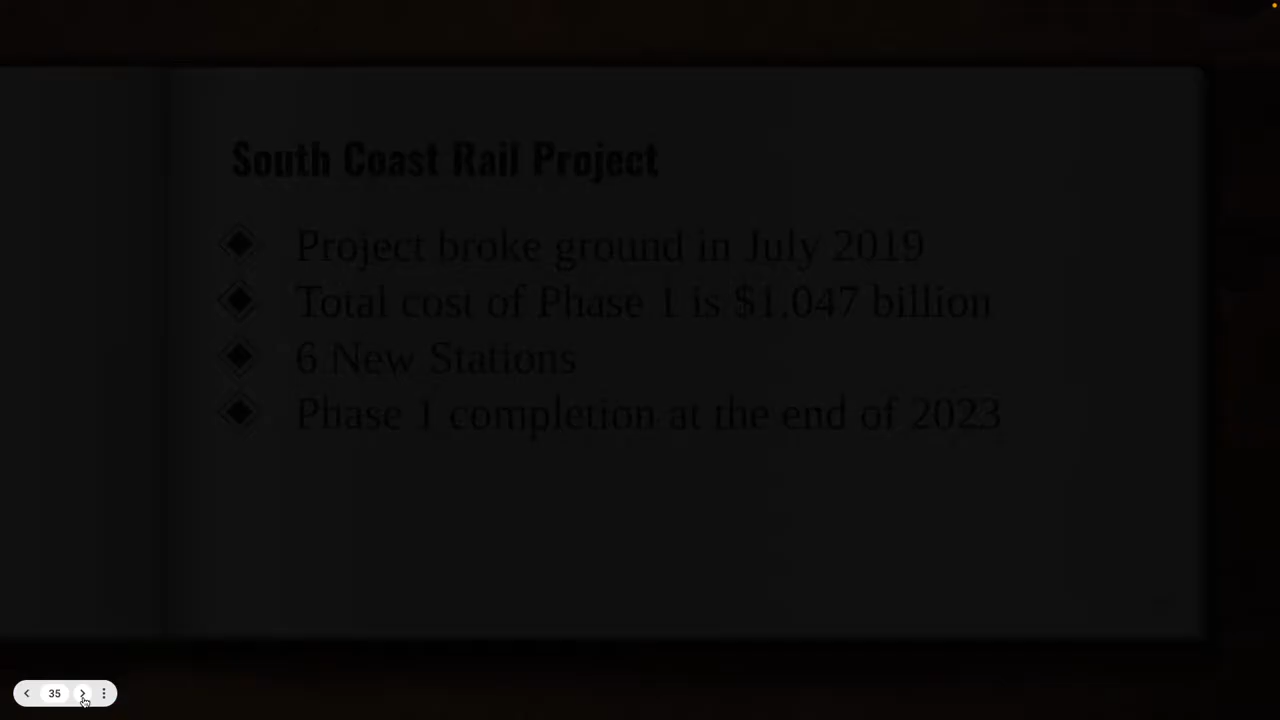 South Coast Rail Project
Project broke ground in July 2019
Total cost of Phase 1 is $1.047 billion
6 New Stations
Phase 1 completion at the end of 2023
35